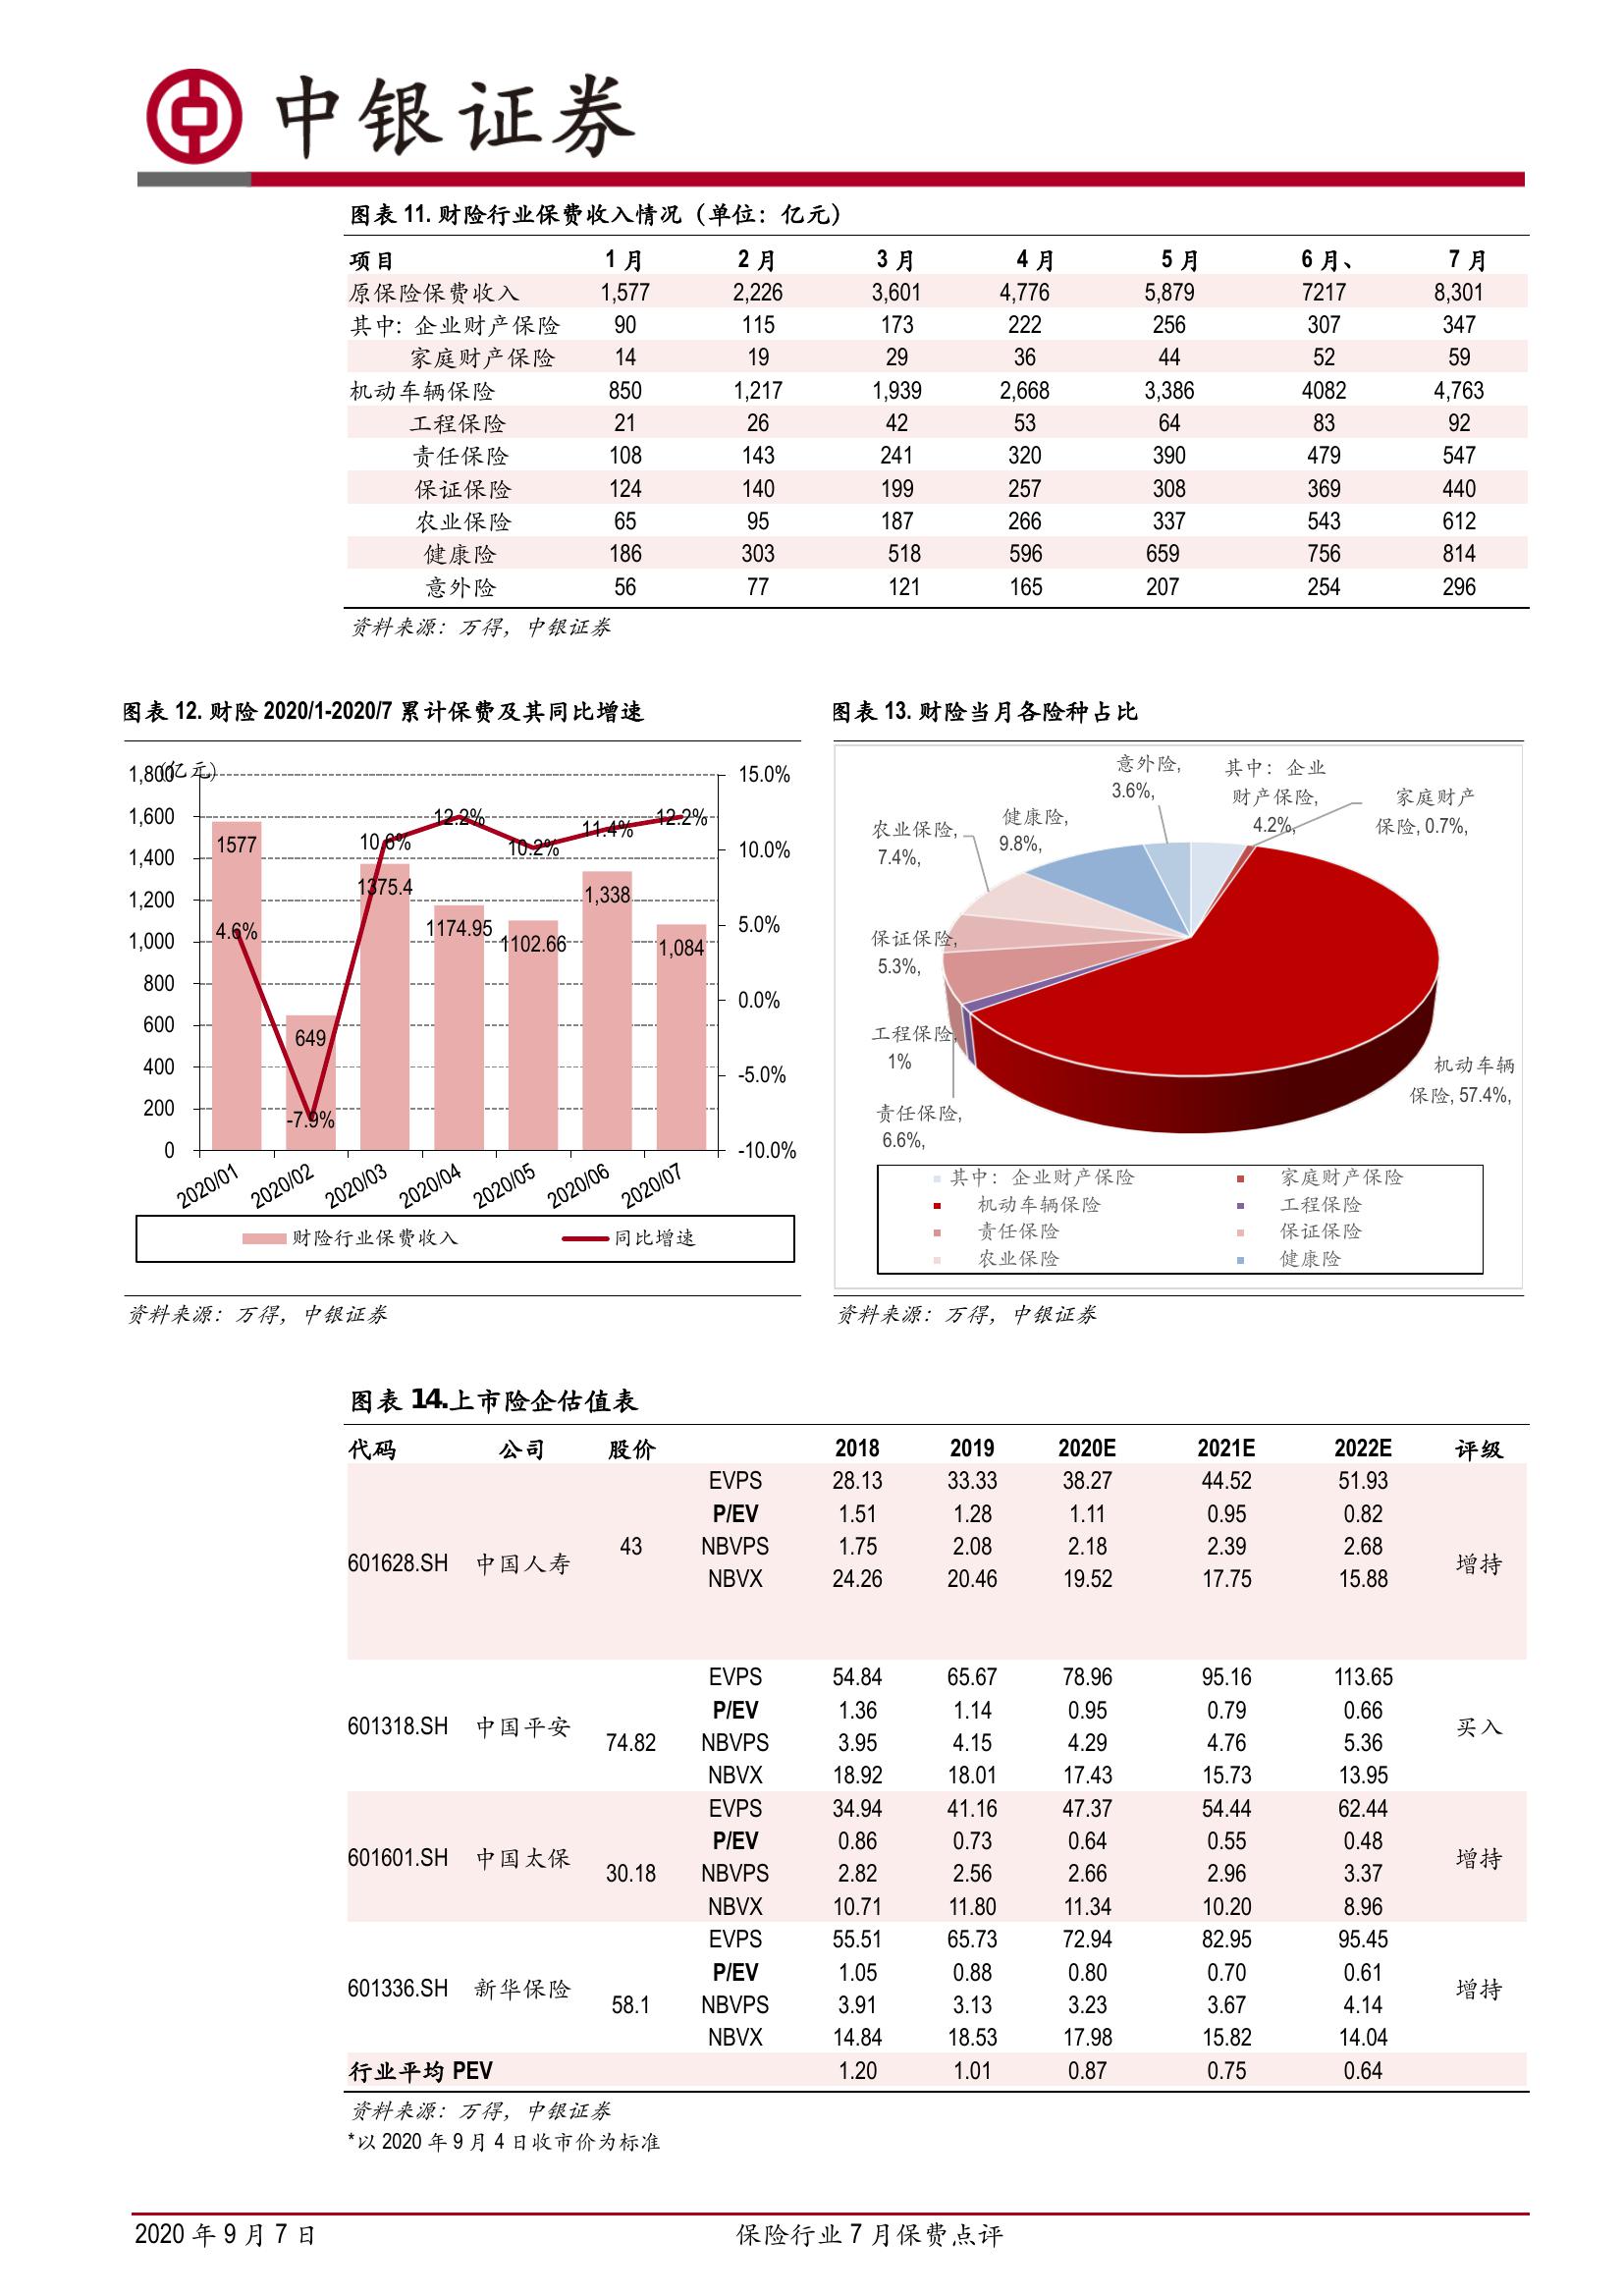 中银证券
图表 11. 财险行业保费收入情况（单位：亿元）
项目 1 月 2 月 3 月 4 月 5 月 6 月、 7 月
原保险保费收入 1,577 2,226 3,601 4,776 5,879 7217 8,301
其中：企业财产保险 90 115 173 222 256 307 347
家庭财产保险 14 19 29 36 44 52 59
机动车辆保险 850 1,217 1,939 2,668 3,386 4082 4,763
工程保险 21 26 42 53 64 83 92
责任保险 108 143 241 320 390 479 547
保证保险 124 140 199 257 308 369 440
农业保险 65 95 187 266 337 543 612
健康险 186 303 518 596 659 756 814
意外险 56 77 121 165 207 254 296
资料来源：万得，中银证券
图表 12. 财险 2020/1-2020/7 累计保费及其同比增速
(亿元)
1,800
1,600
1,400
1,200
1,000
800
600
400
200
0
15.0%
10.0%
5.0%
0.0%
-5.0%
-10.0%
1577
649
1375.4
1174.95
1102.66
1,338
1,084
4.6%
-7.9%
10.6%
12.2%
10.2%
11.4%
12.2%
2020/01 2020/02 2020/03 2020/04 2020/05 2020/06 2020/07
财险行业保费收入 同比增速
资料来源：万得，中银证券
图表 13. 财险当月各险种占比
意外险,
3.6%,
其中：企业
财产保险,
4.2%,
家庭财产
保险, 0.7%,
健康险,
9.8%,
农业保险,
7.4%,
保证保险,
5.3%,
工程保险,
1%
责任保险,
6.6%,
机动车辆
保险, 57.4%,
其中：企业财产保险 家庭财产保险
机动车辆保险 工程保险
责任保险 保证保险
农业保险 健康险
资料来源：万得，中银证券
图表 14.上市险企估值表
代码 公司 股价 2018 2019 2020E 2021E 2022E 评级
601628.SH 中国人寿 43 增持
EVPS 28.13 33.33 38.27 44.52 51.93
P/EV 1.51 1.28 1.11 0.95 0.82
NBVPS 1.75 2.08 2.18 2.39 2.68
NBVX 24.26 20.46 19.52 17.75 15.88
601318.SH 中国平安 74.82 买入
EVPS 54.84 65.67 78.96 95.16 113.65
P/EV 1.36 1.14 0.95 0.79 0.66
NBVPS 3.95 4.15 4.29 4.76 5.36
NBVX 18.92 18.01 17.43 15.73 13.95
601601.SH 中国太保 30.18 增持
EVPS 34.94 41.16 47.37 54.44 62.44
P/EV 0.86 0.73 0.64 0.55 0.48
NBVPS 2.82 2.56 2.66 2.96 3.37
NBVX 10.71 11.80 11.34 10.20 8.96
601336.SH 新华保险 58.1 增持
EVPS 55.51 65.73 72.94 82.95 95.45
P/EV 1.05 0.88 0.80 0.70 0.61
NBVPS 3.91 3.13 3.23 3.67 4.14
NBVX 14.84 18.53 17.98 15.82 14.04
行业平均 PEV 1.20 1.01 0.87 0.75 0.64
资料来源：万得，中银证券
*以 2020 年 9 月 4 日收市价为标准
2020 年 9 月 7 日 保险行业 7 月保费点评